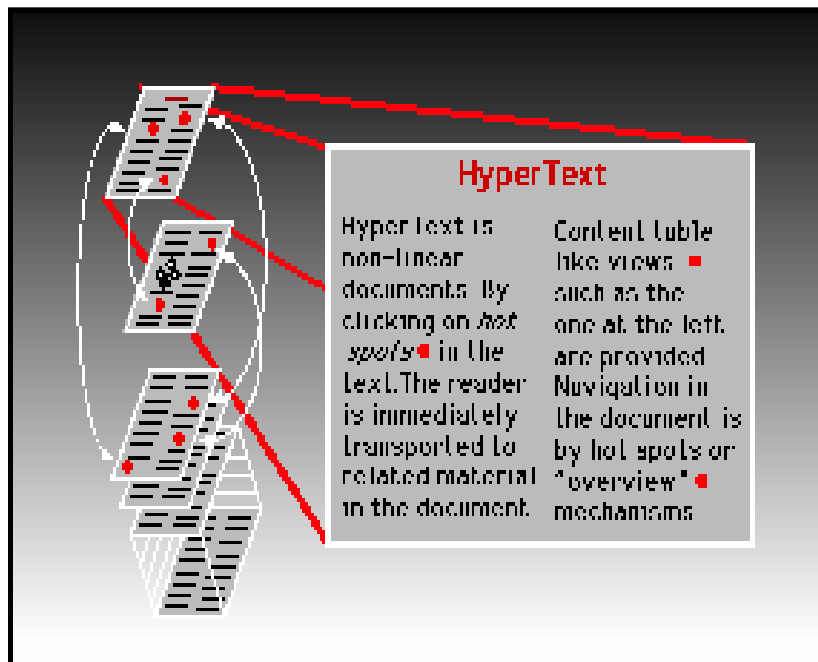 HyperText
HyperText is
non-linear
documents. By
clicking on hot
spots in the
text.The reader
is immediately
transported to
related material
in the document
Content table
like views
such as the
one at the left
are provided
Navigation in
the document is
by hot spots or
"overview"
mechanisms